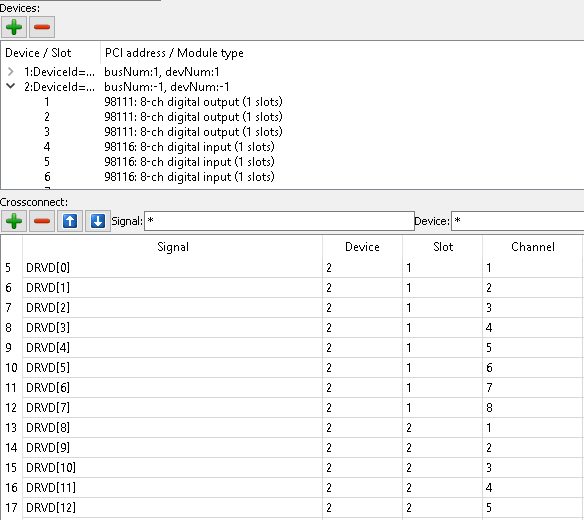 Devices:
Device / Slot PCI address / Module type
1:DeviceId=... busNum:1, devNum:1
2:DeviceId=... busNum:-1, devNum:-1
1 98111: 8-ch digital output (1 slots)
2 98111: 8-ch digital output (1 slots)
3 98111: 8-ch digital output (1 slots)
4 98116: 8-ch digital input (1 slots)
5 98116: 8-ch digital input (1 slots)
6 98116: 8-ch digital input (1 slots)
Crossconnect:
Signal: * Device: *
Signal Device Slot Channel
5 DRVD[0] 2 1 1
6 DRVD[1] 2 1 2
7 DRVD[2] 2 1 3
8 DRVD[3] 2 1 4
9 DRVD[4] 2 1 5
10 DRVD[5] 2 1 6
11 DRVD[6] 2 1 7
12 DRVD[7] 2 1 8
13 DRVD[8] 2 2 1
14 DRVD[9] 2 2 2
15 DRVD[10] 2 2 3
16 DRVD[11] 2 2 4
17 DRVD[12] 2 2 5